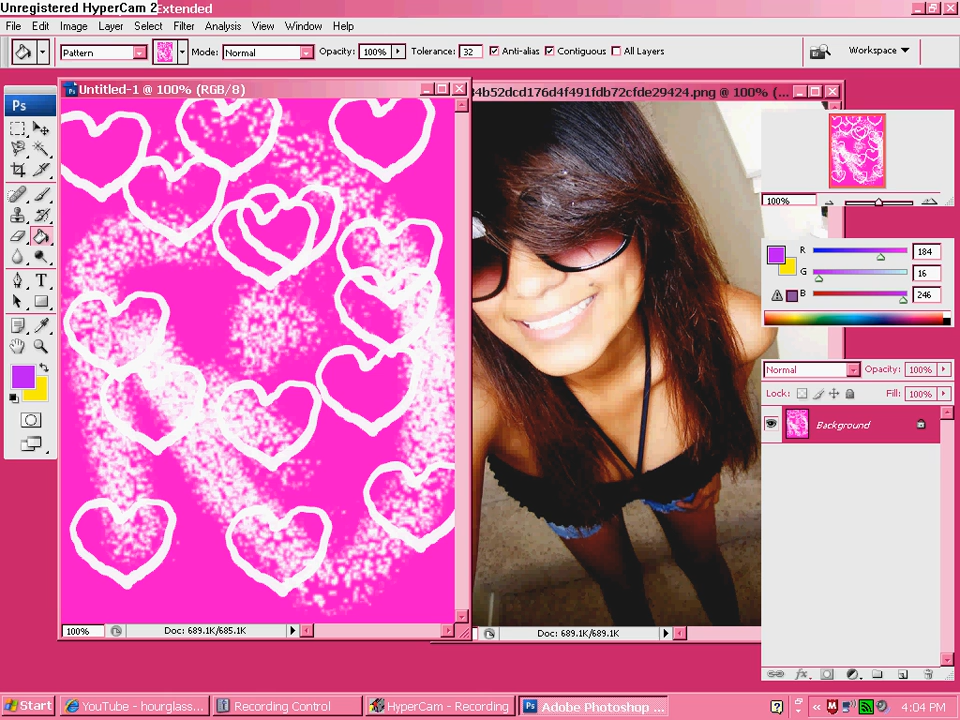 Unregistered HyperCam 2 Extended
File Edit Image Layer Select Filter Analysis View Window Help
Pattern Mode: Normal Opacity: 100% Tolerance: 32 Anti-alias Contiguous All Layers Workspace
Ps
Untitled-1 @ 100% (RGB/8)
4b52dcd176d4f491fdb72cfde29424.png @ 100% (...
100%
R 184
G 16
B 246
Normal Opacity: 100%
Lock: Fill: 100%
Background
100% Doc: 689.1K/685.1K
Doc: 689.1K/689.1K
Start YouTube - hourglass... Recording Control HyperCam - Recording Adobe Photoshop ... 4:04 PM